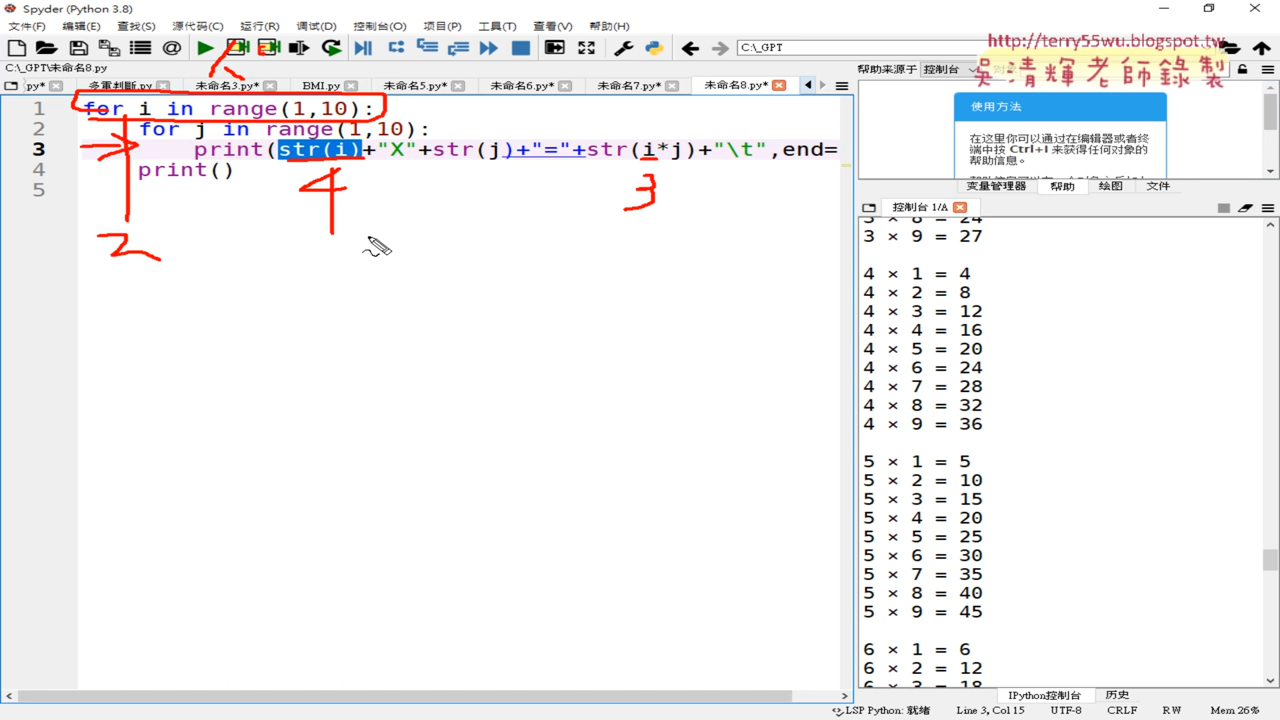 Spyder (Python 3.8)
文件(F) 编辑(E) 查找(S) 源代码(C) 运行(R) 调试(D) 控制台(O) 项目(P) 工具(T) 查看(V) 帮助(H)
C:\_GPT
http://terry55wu.blogspot.tw
吳清輝老師錄製
C:\_GPT\未命名8.py
帮助来源于 控制台
py* 多重判斷.py 未命名3.py* BMI.py 未命名5.py* 未命名6.py* 未命名7.py* 未命名8.py*
1 for i in range(1,10):
2 for j in range(1,10):
3 print(str(i)+"X"+str(j)+"="+str(i*j)+"\t",end=
4 print()
5
2
4
3
使用方法
在这里你可以通过在编辑器或者终端中按 Ctrl+I 来获得任何对象的帮助信息。
变量管理器 帮助 绘图 文件
控制台 1/A
3 × 8 = 24
3 × 9 = 27
4 × 1 = 4
4 × 2 = 8
4 × 3 = 12
4 × 4 = 16
4 × 5 = 20
4 × 6 = 24
4 × 7 = 28
4 × 8 = 32
4 × 9 = 36
5 × 1 = 5
5 × 2 = 10
5 × 3 = 15
5 × 4 = 20
5 × 5 = 25
5 × 6 = 30
5 × 7 = 35
5 × 8 = 40
5 × 9 = 45
6 × 1 = 6
6 × 2 = 12
6 × 3 = 18
IPython控制台 历史
LSP Python: 就绪 Line 3, Col 15 UTF-8 CRLF RW Mem 26%